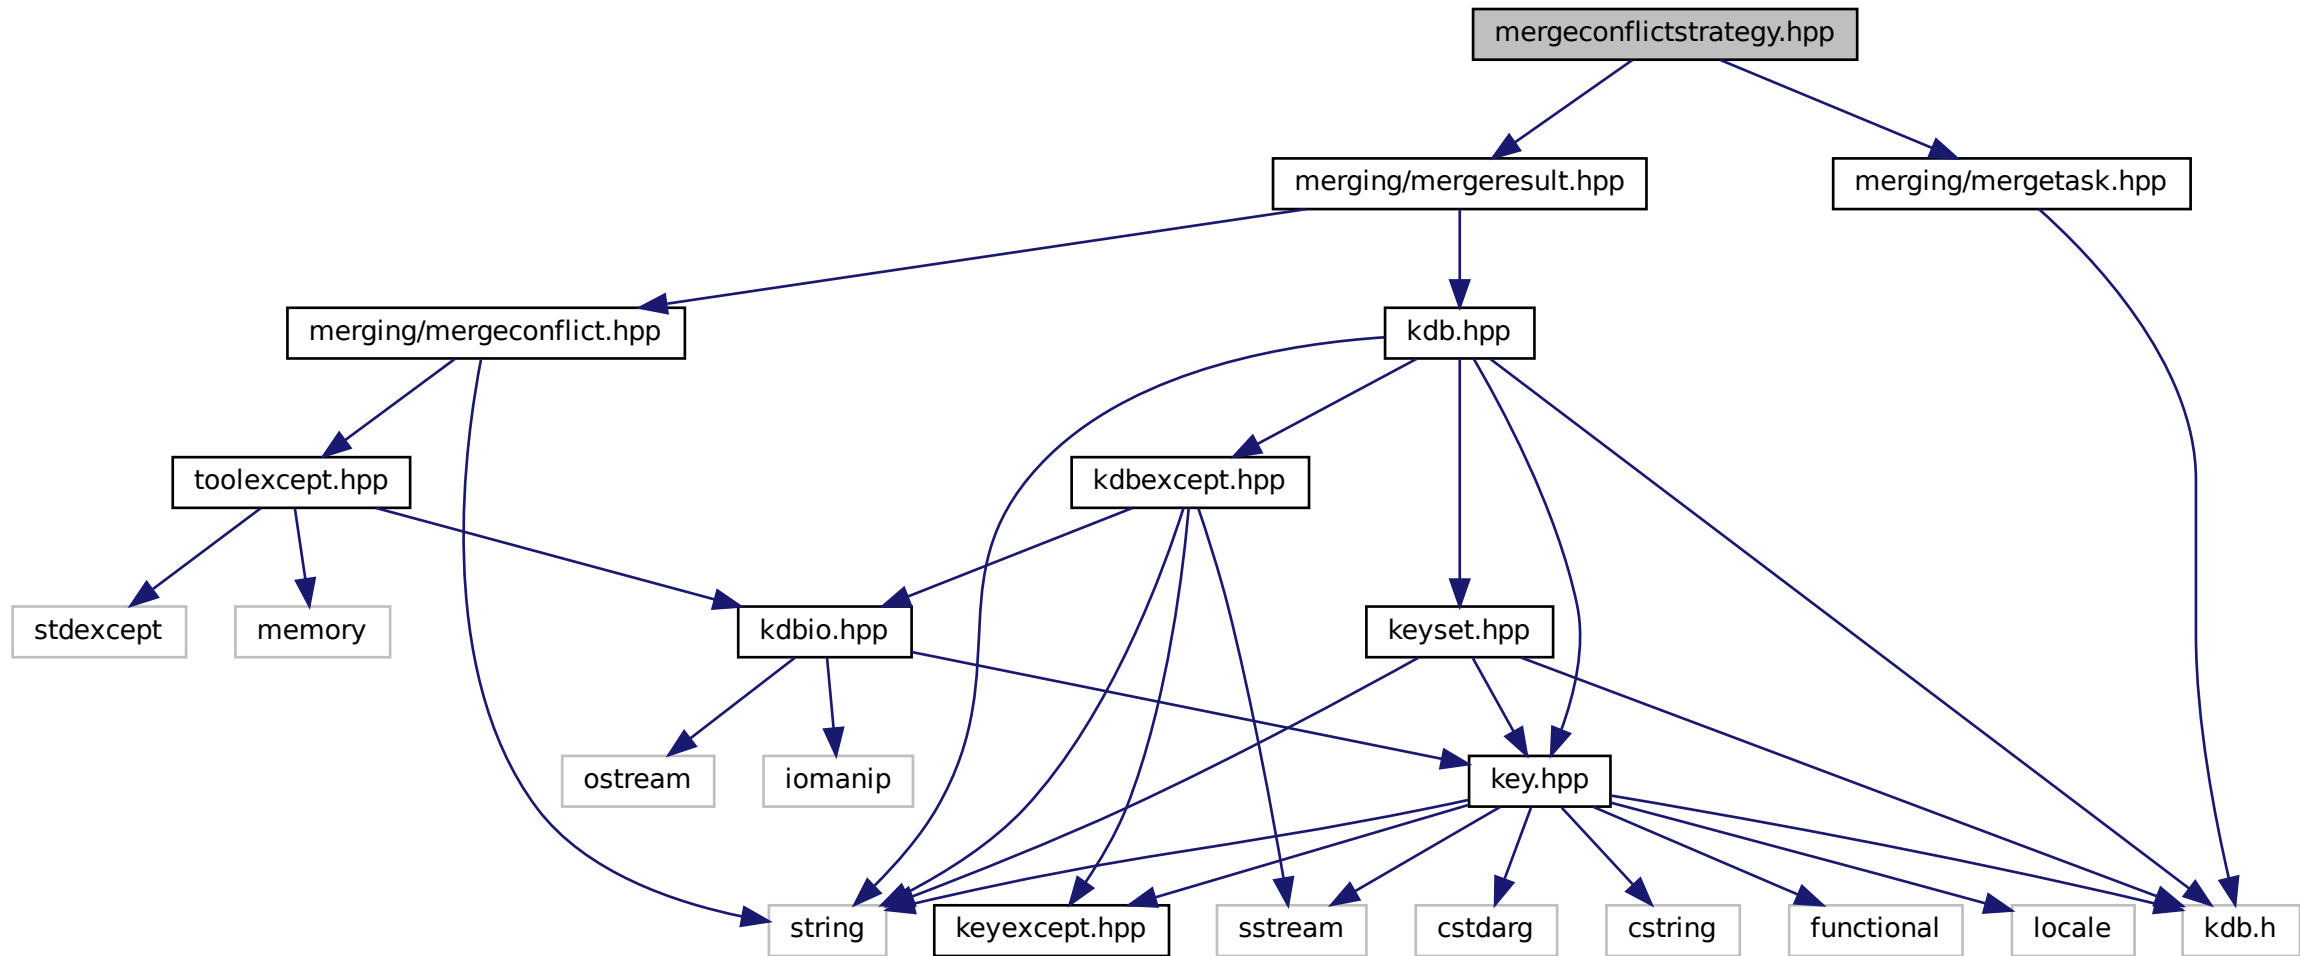 mergeconflictstrategy.hpp
merging/mergeresult.hpp
merging/mergetask.hpp
merging/mergeconflict.hpp
kdb.hpp
toolexcept.hpp
kdbexcept.hpp
stdexcept
memory
kdbio.hpp
keyset.hpp
ostream
iomanip
key.hpp
string
keyexcept.hpp
sstream
cstdarg
cstring
functional
locale
kdb.h